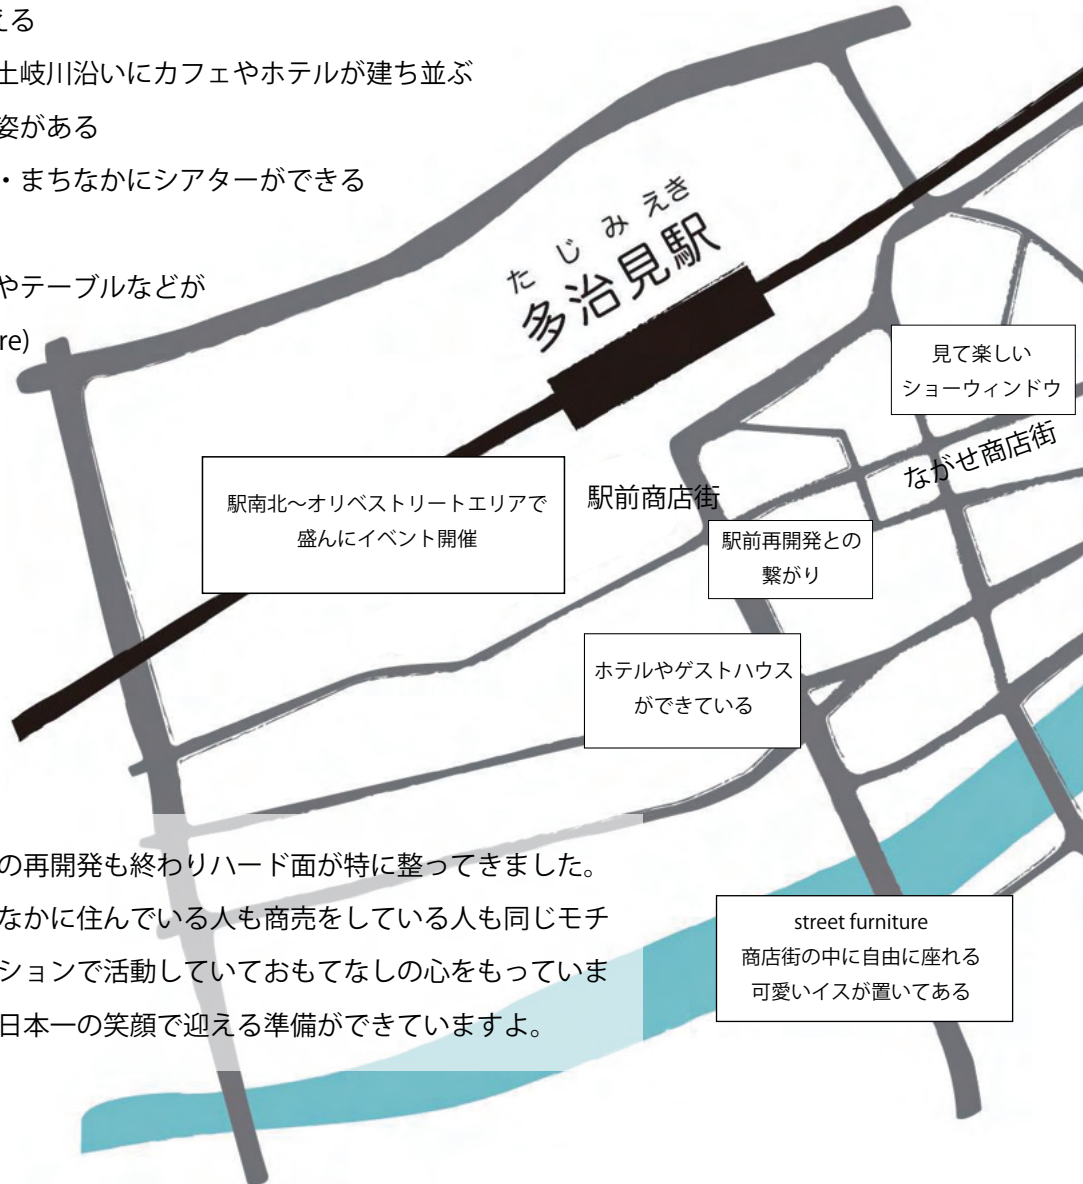 える
土岐川沿いにカフェやホテルが建ち並ぶ
姿がある
・まちなかにシアターができる
やテーブルなどが
re)
たじみえき
多治見駅
見て楽しい
ショーウィンドウ
ながせ商店街
駅南北～オリベストリートエリアで
盛んにイベント開催
駅前商店街
駅前再開発との
繋がり
ホテルやゲストハウス
ができている
の再開発も終わりハード面が特に整ってきました。
なかに住んでいる人も商売をしている人も同じモチ
ションで活動していておもてなしの心をもっていま
日本一の笑顔で迎える準備ができていますよ。
street furniture
商店街の中に自由に座れる
可愛いイスが置いてある